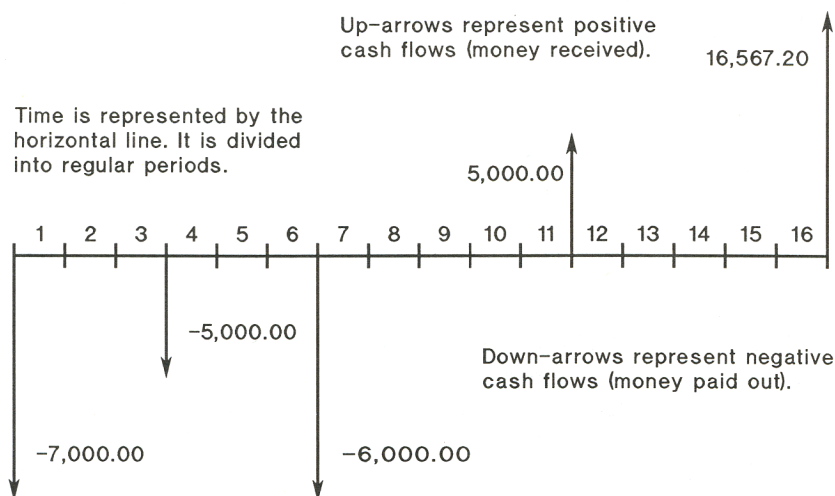 Up-arrows represent positive
cash flows (money received).
16,567.20
Time is represented by the
horizontal line. It is divided
into regular periods.
5,000.00
1 2 3 4 5 6 7 8 9 10 11 12 13 14 15 16
-5,000.00
Down-arrows represent negative
cash flows (money paid out).
-7,000.00
-6,000.00